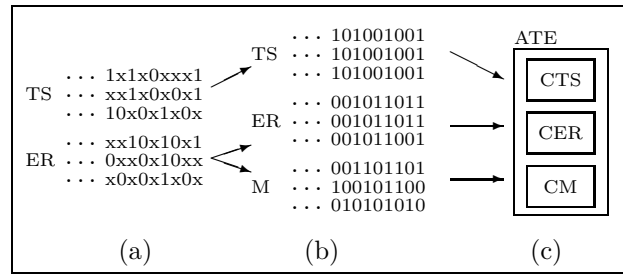 TS
... 1x1x0xxx1
... xx1x0x0x1
... 10x0x1x0x
ER
... xx10x10x1
... 0xx0x10xx
... x0x0x1x0x
(a)
TS
... 101001001
... 101001001
... 101001001
ER
... 001011011
... 001011011
... 001011001
M
... 001101101
... 100101100
... 010101010
(b)
ATE
CTS
CER
CM
(c)